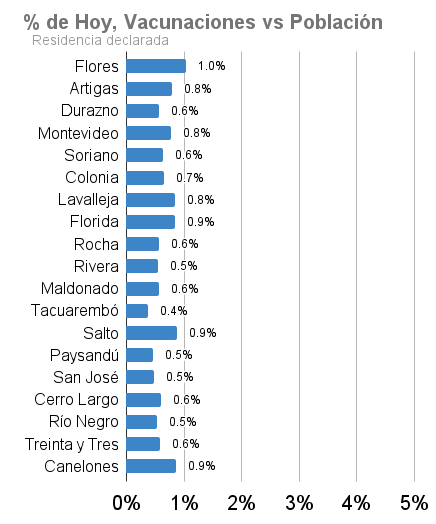 % de Hoy, Vacunaciones vs Población
Residencia declarada
Flores 1.0%
Artigas 0.8%
Durazno 0.6%
Montevideo 0.8%
Soriano 0.6%
Colonia 0.7%
Lavalleja 0.8%
Florida 0.9%
Rocha 0.6%
Rivera 0.5%
Maldonado 0.6%
Tacuarembó 0.4%
Salto 0.9%
Paysandú 0.5%
San José 0.5%
Cerro Largo 0.6%
Río Negro 0.5%
Treinta y Tres 0.6%
Canelones 0.9%
0% 1% 2% 3% 4% 5%